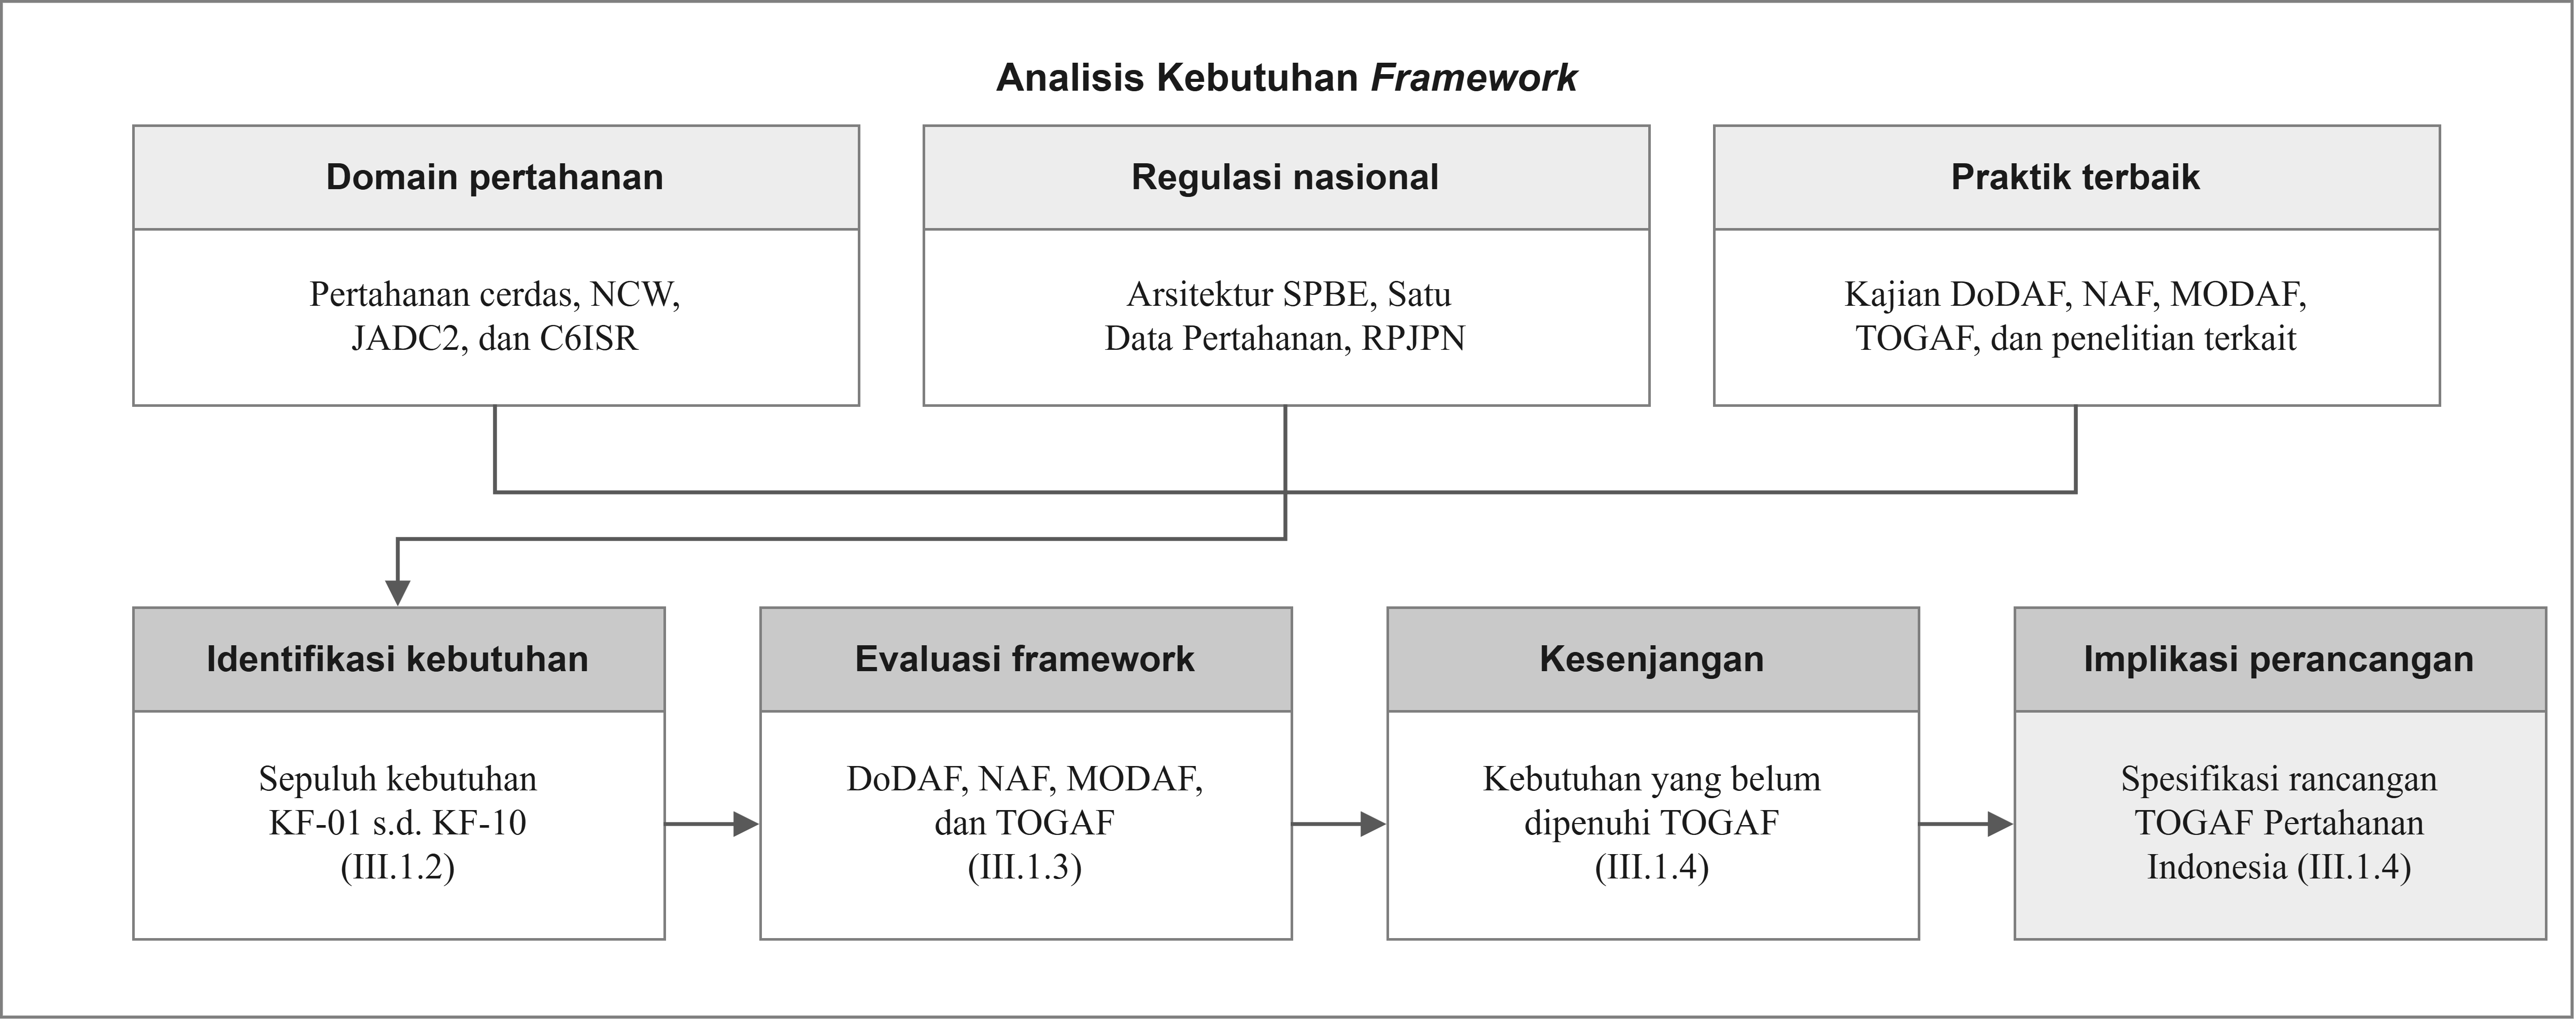 Analisis Kebutuhan Framework
Domain pertahanan
Pertahanan cerdas, NCW,
JADC2, dan C6ISR
Regulasi nasional
Arsitektur SPBE, Satu
Data Pertahanan, RPJPN
Praktik terbaik
Kajian DoDAF, NAF, MODAF,
TOGAF, dan penelitian terkait
Identifikasi kebutuhan
Sepuluh kebutuhan
KF-01 s.d. KF-10
(III.1.2)
Evaluasi framework
DoDAF, NAF, MODAF,
dan TOGAF
(III.1.3)
Kesenjangan
Kebutuhan yang belum
dipenuhi TOGAF
(III.1.4)
Implikasi perancangan
Spesifikasi rancangan
TOGAF Pertahanan
Indonesia (III.1.4)